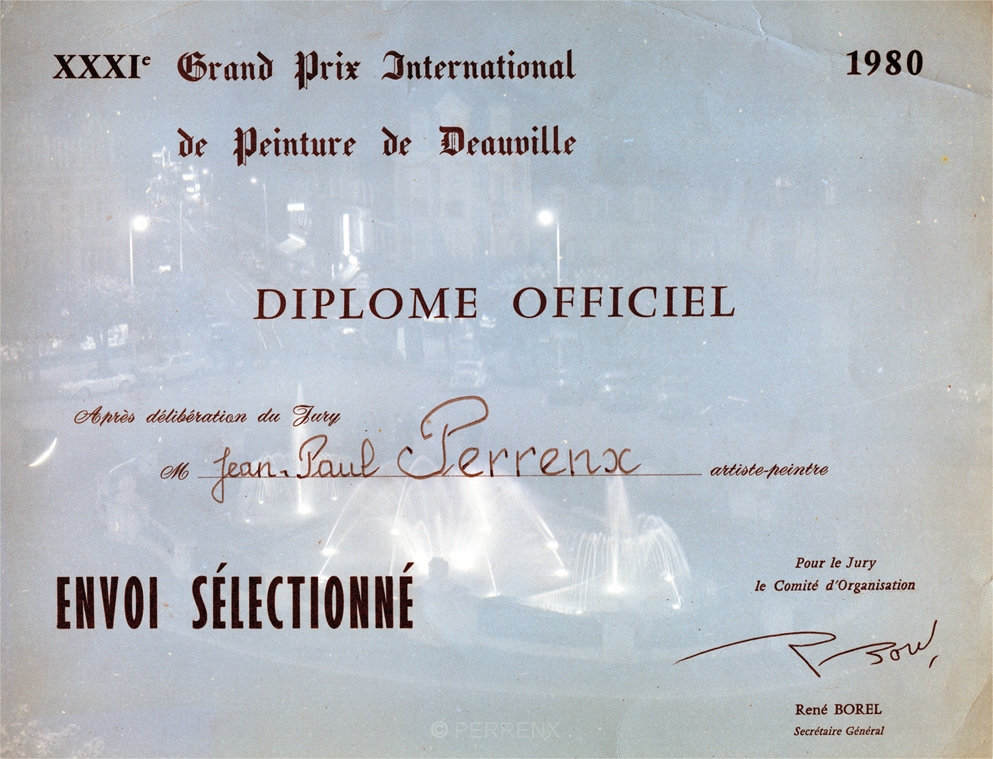 XXXIe Grand Prix International 1980
de Peinture de Deauville
DIPLOME OFFICIEL
Après délibération du Jury
M Jean-Paul Perrenx artiste-peintre
ENVOI SÉLECTIONNÉ
Pour le Jury
le Comité d'Organisation
René BOREL
Secrétaire Général
© PERRENX